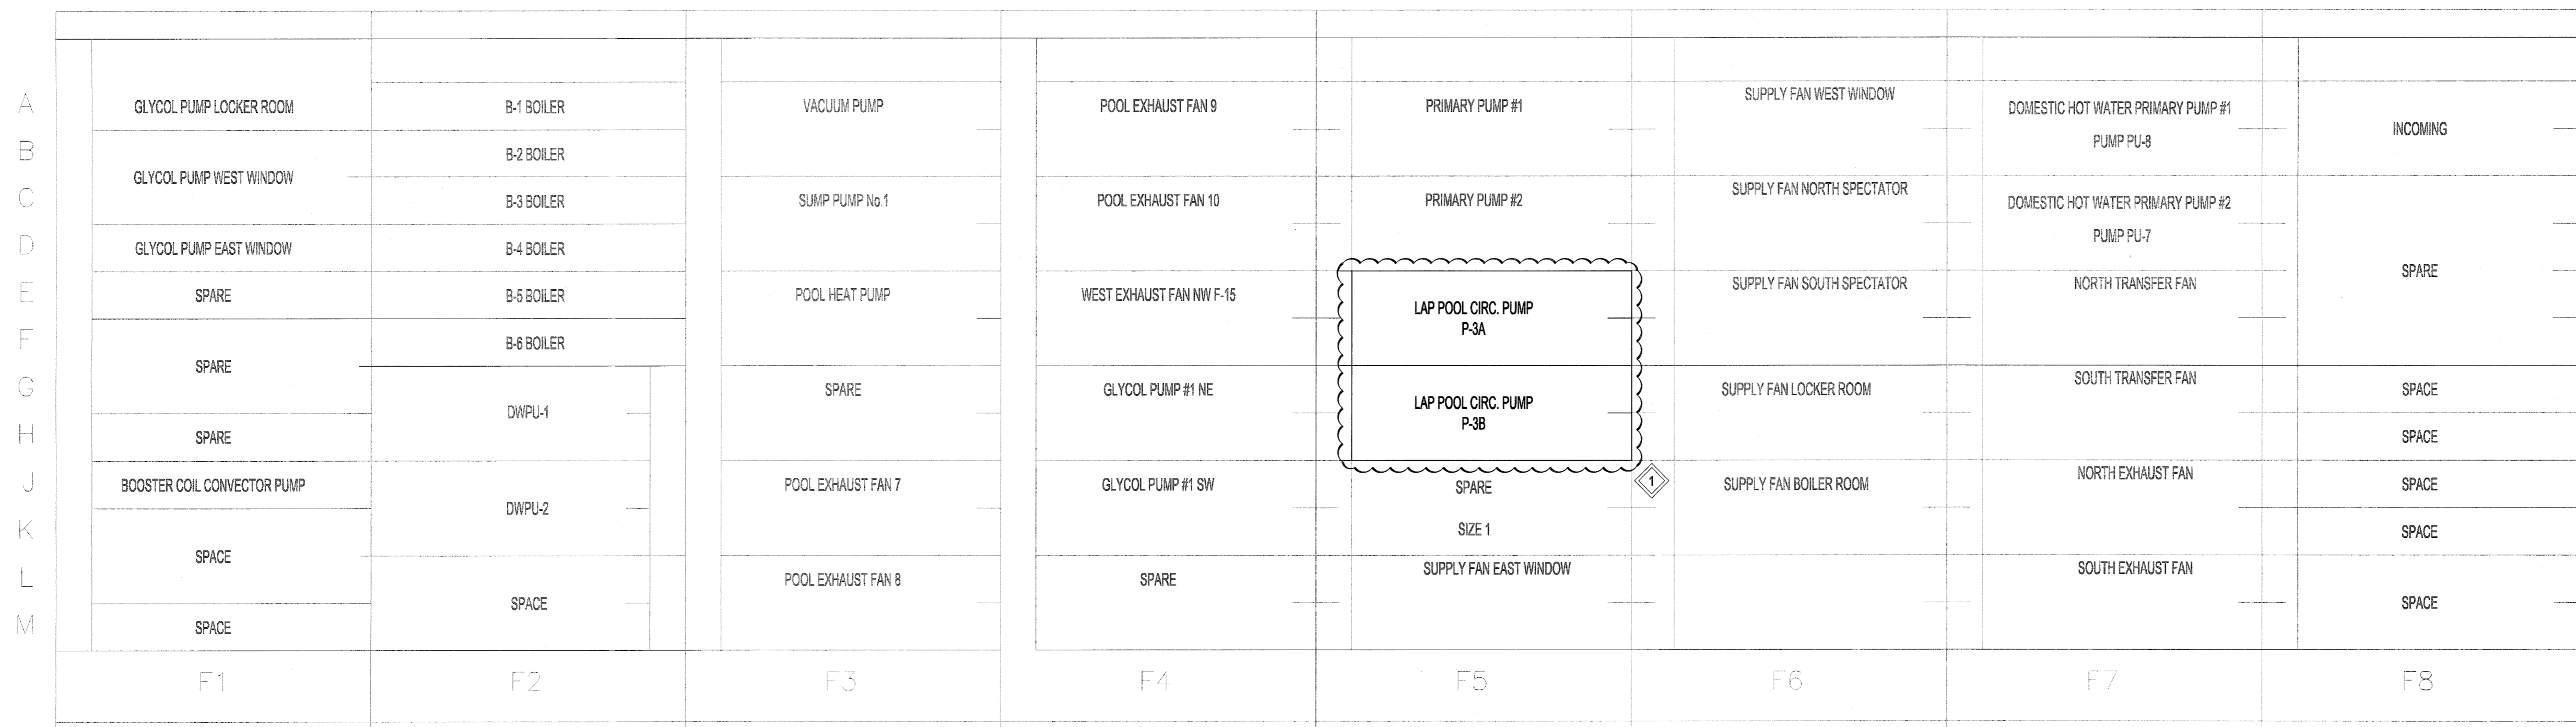 A
GLYCOL PUMP LOCKER ROOM
B-1 BOILER
VACUUM PUMP
POOL EXHAUST FAN 9
PRIMARY PUMP #1
SUPPLY FAN WEST WINDOW
DOMESTIC HOT WATER PRIMARY PUMP #1
PUMP PU-8
INCOMING
B
B-2 BOILER
GLYCOL PUMP WEST WINDOW
C
B-3 BOILER
SUMP PUMP No.1
POOL EXHAUST FAN 10
PRIMARY PUMP #2
SUPPLY FAN NORTH SPECTATOR
DOMESTIC HOT WATER PRIMARY PUMP #2
PUMP PU-7
D
GLYCOL PUMP EAST WINDOW
B-4 BOILER
E
SPARE
B-5 BOILER
POOL HEAT PUMP
WEST EXHAUST FAN NW F-15
LAP POOL CIRC. PUMP
P-3A
SUPPLY FAN SOUTH SPECTATOR
NORTH TRANSFER FAN
SPARE
F
B-6 BOILER
SPARE
G
DWPU-1
SPARE
GLYCOL PUMP #1 NE
LAP POOL CIRC. PUMP
P-3B
SUPPLY FAN LOCKER ROOM
SOUTH TRANSFER FAN
SPACE
H
SPARE
SPACE
J
BOOSTER COIL CONVECTOR PUMP
DWPU-2
POOL EXHAUST FAN 7
GLYCOL PUMP #1 SW
SPARE
SIZE 1
1
SUPPLY FAN BOILER ROOM
NORTH EXHAUST FAN
SPACE
K
SPACE
SPACE
L
SPACE
POOL EXHAUST FAN 8
SPARE
SUPPLY FAN EAST WINDOW
SOUTH EXHAUST FAN
SPACE
M
SPACE
F1
F2
F3
F4
F5
F6
F7
F8